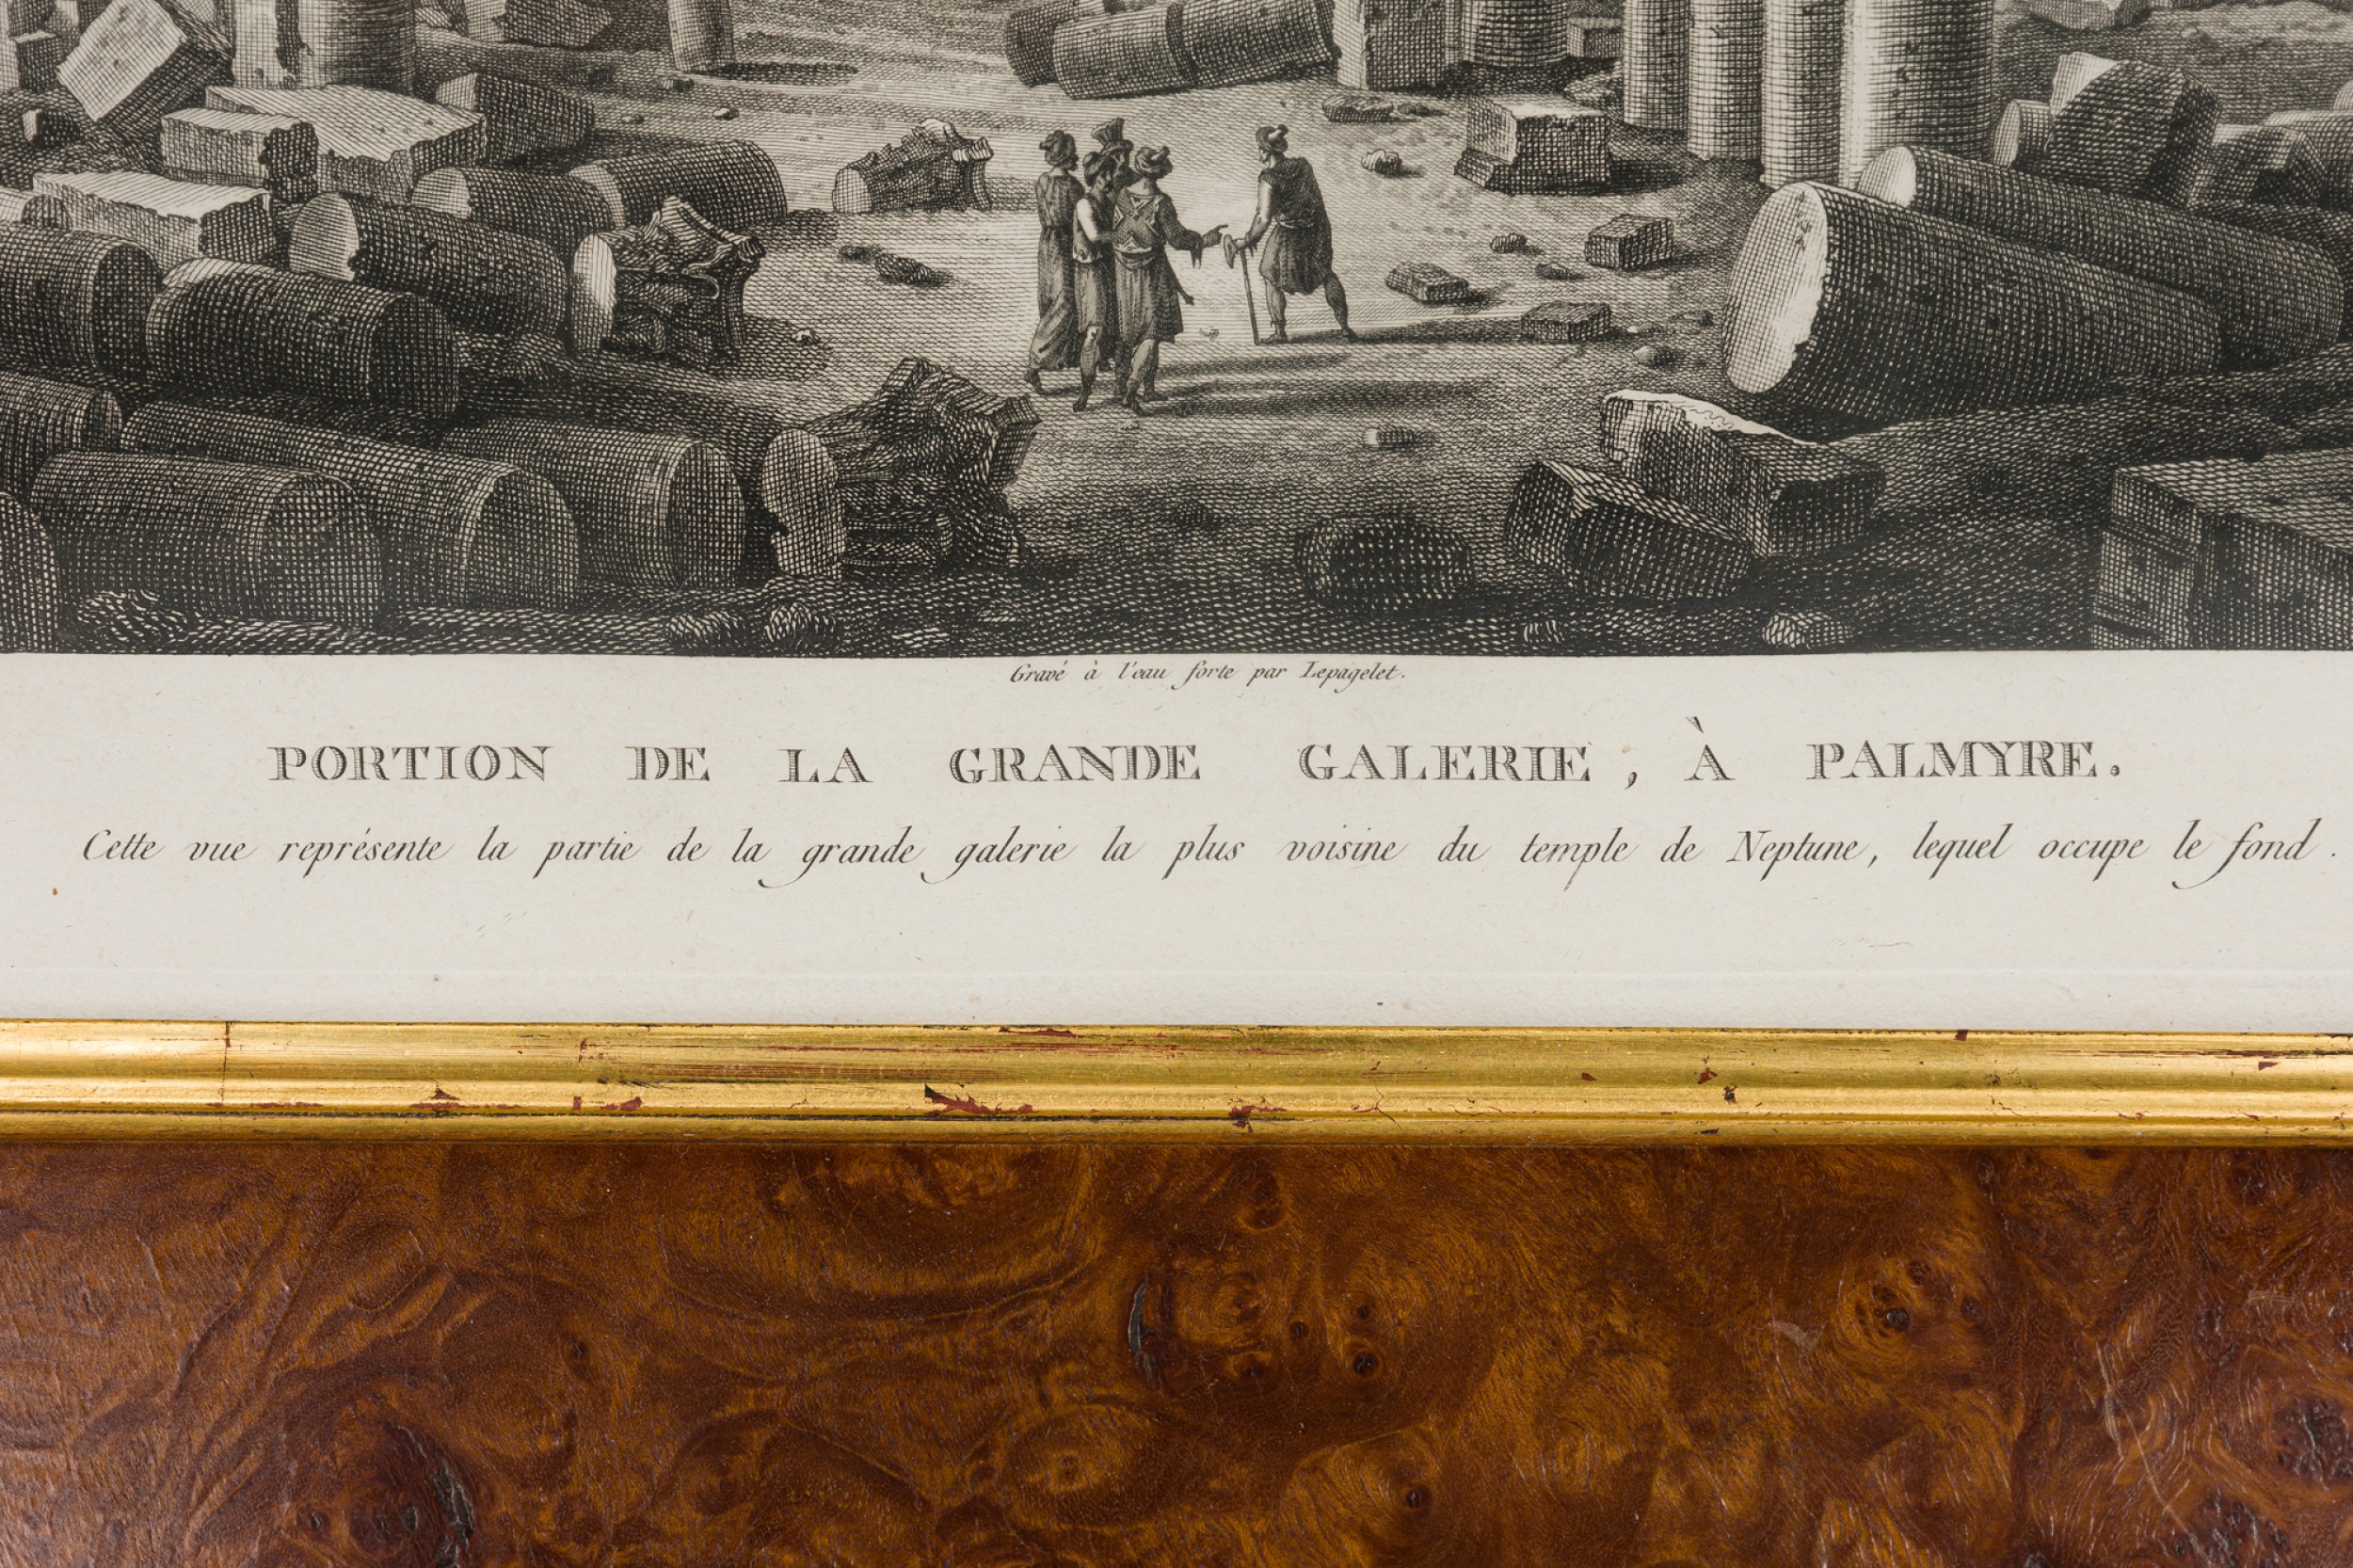 Gravé à l'eau forte par Lepagelet.
PORTION DE LA GRANDE GALERIE, À PALMYRE.
Cette vue représente la partie de la grande galerie la plus voisine du temple de Neptune, lequel occupe le fond.